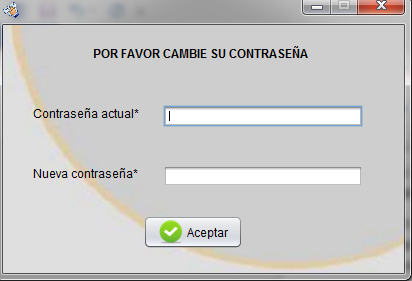 POR FAVOR CAMBIE SU CONTRASEÑA
Contraseña actual*
Nueva contraseña*
Aceptar